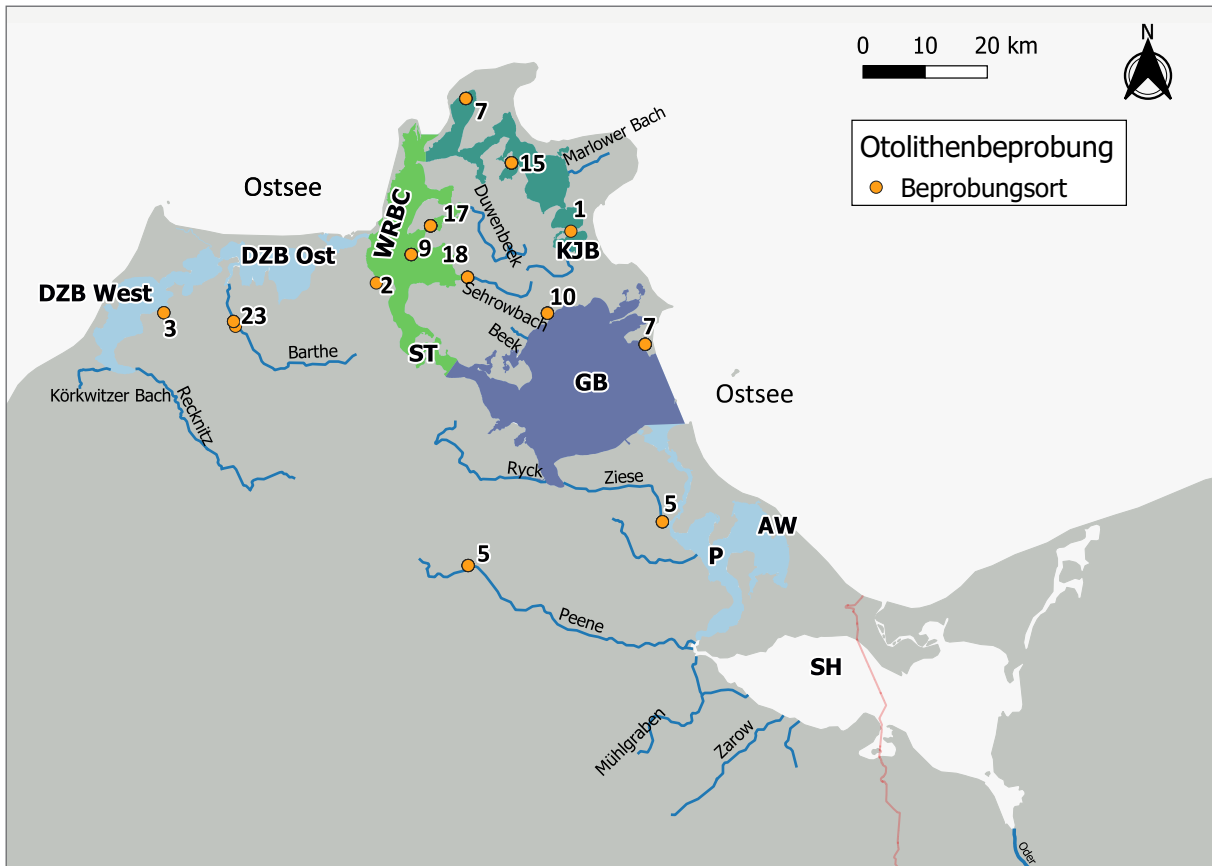 0 10 20 km
N
Otolithenbeprobung
Beprobungsort
7
Marlower Bach
15
Ostsee
1
WRBC
17
Duwenbeck
KJB
DZB Ost
9
18
DZB West
2
Sehrowbach
10
3
23
Beek
7
Barthe
ST
GB
Körkwitzer Bach
Recknitz
Ostsee
Ryck
Ziese
5
AW
P
5
Peene
SH
Mühlgraben
Zarow
Oder